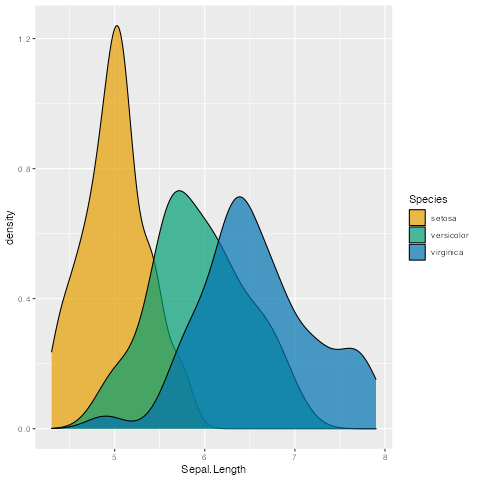 1.2
0.8
0.4
0.0
density
5 6 7 8
Sepal.Length
Species
setosa
versicolor
virginica